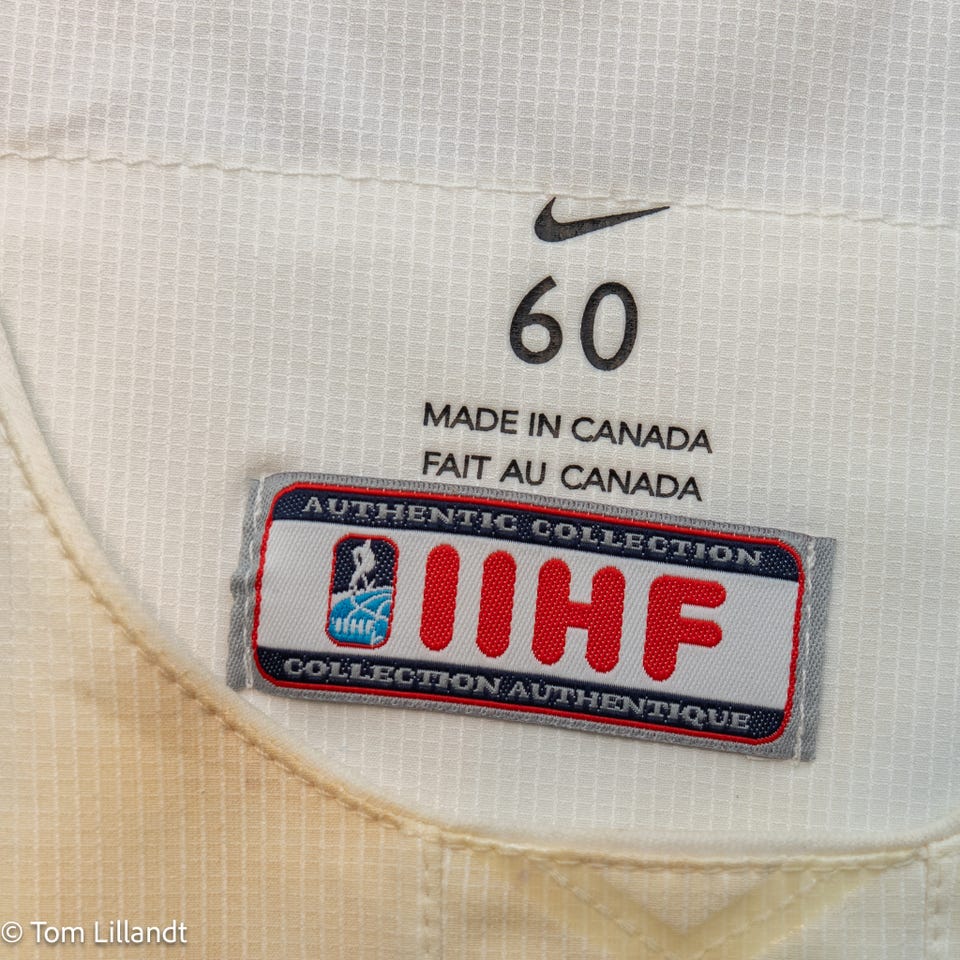 60
MADE IN CANADA
FAIT AU CANADA
AUTHENTIC COLLECTION
IIHF
IIHF
COLLECTION AUTHENTIQUE
© Tom Lillandt